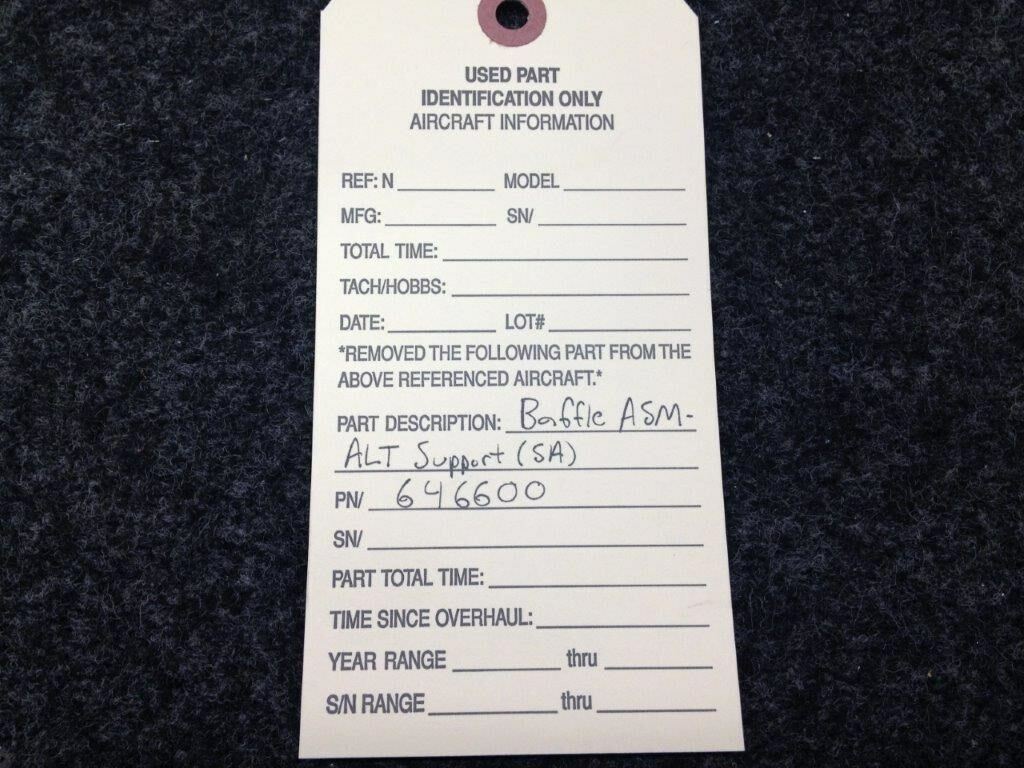 USED PART
IDENTIFICATION ONLY
AIRCRAFT INFORMATION
REF: N MODEL
MFG: SN/
TOTAL TIME:
TACH/HOBBS:
DATE: LOT#
*REMOVED THE FOLLOWING PART FROM THE
ABOVE REFERENCED AIRCRAFT.*
PART DESCRIPTION: Baffle ASM-
ALT Support (SA)
PN/ 646600
SN/
PART TOTAL TIME:
TIME SINCE OVERHAUL:
YEAR RANGE thru
S/N RANGE thru